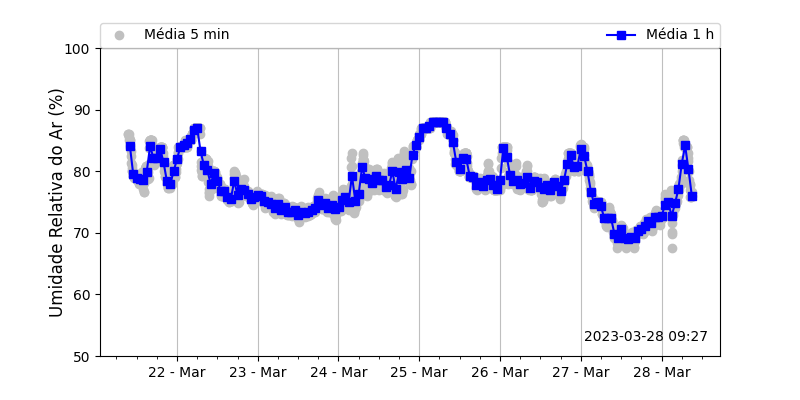 Média 5 min
Média 1 h
Umidade Relativa do Ar (%)
100
90
80
70
60
50
2023-03-28 09:27
22 - Mar
23 - Mar
24 - Mar
25 - Mar
26 - Mar
27 - Mar
28 - Mar